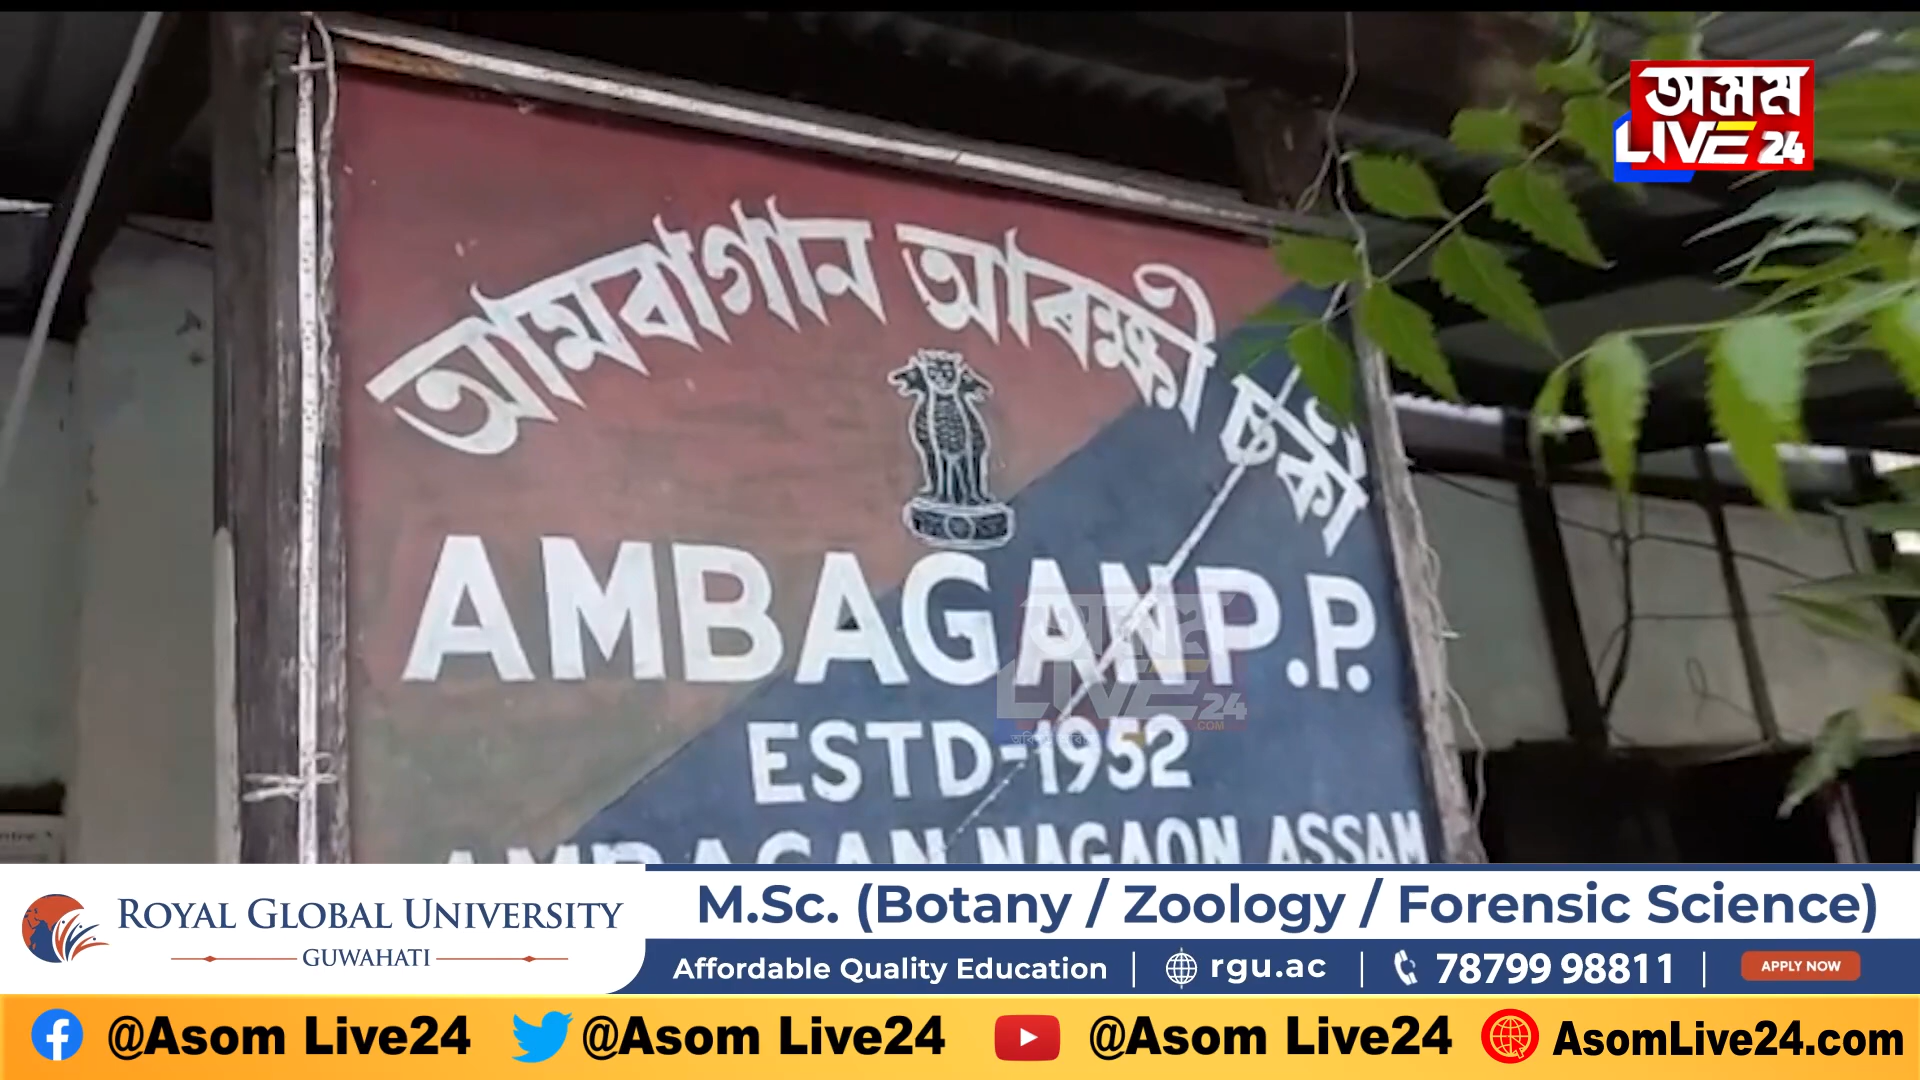 অসম
LIVE 24
আমবাগান আৰক্ষী চকী
AMBAGAN P.P.
ESTD-1952
AMBAGAN NAGAON ASSAM
ROYAL GLOBAL UNIVERSITY
GUWAHATI
M.Sc. (Botany / Zoology / Forensic Science)
Affordable Quality Education | rgu.ac | 78799 98811 | APPLY NOW
@Asom Live24 @Asom Live24 @Asom Live24 AsomLive24.com